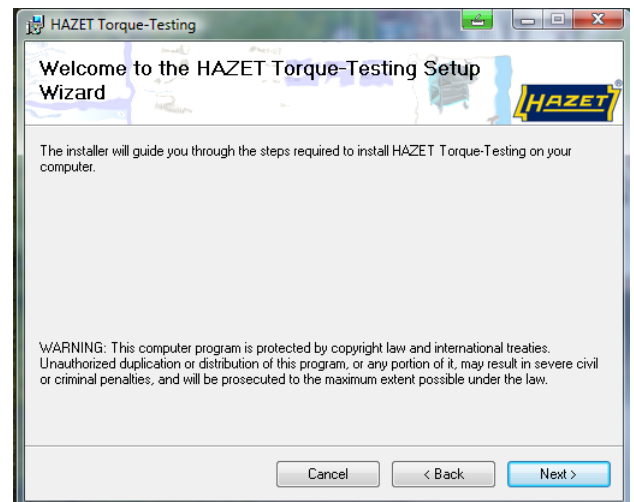 HAZET Torque-Testing
Welcome to the HAZET Torque-Testing Setup
Wizard
HAZET
The installer will guide you through the steps required to install HAZET Torque-Testing on your
computer.
WARNING: This computer program is protected by copyright law and international treaties.
Unauthorized duplication or distribution of this program, or any portion of it, may result in severe civil
or criminal penalties, and will be prosecuted to the maximum extent possible under the law.
Cancel
< Back
Next >